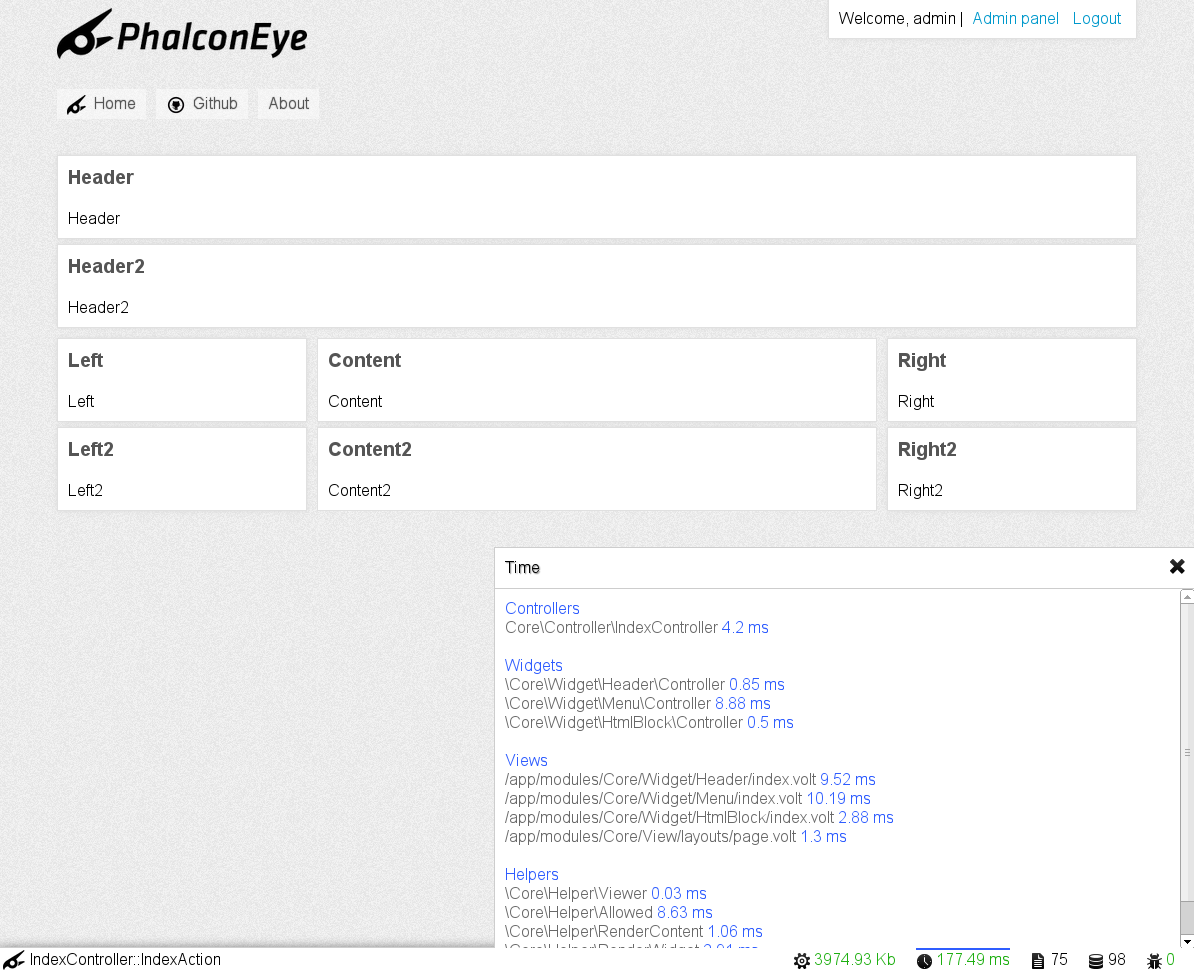 PhalconEye
Welcome, admin | Admin panel Logout
Home Github About
Header
Header
Header2
Header2
Left Content Right
Left Content Right
Left2 Content2 Right2
Left2 Content2 Right2
Time
Controllers
Core\Controller\IndexController 4.2 ms
Widgets
\Core\Widget\Header\Controller 0.85 ms
\Core\Widget\Menu\Controller 8.88 ms
\Core\Widget\HtmlBlock\Controller 0.5 ms
Views
/app/modules/Core/Widget/Header/index.volt 9.52 ms
/app/modules/Core/Widget/Menu/index.volt 10.19 ms
/app/modules/Core/Widget/HtmlBlock/index.volt 2.88 ms
/app/modules/Core/View/layouts/page.volt 1.3 ms
Helpers
\Core\Helper\Viewer 0.03 ms
\Core\Helper\Allowed 8.63 ms
\Core\Helper\RenderContent 1.06 ms
\Core\Helper\RenderWidget
IndexController::IndexAction 3974.93 Kb 177.49 ms 75 98 0